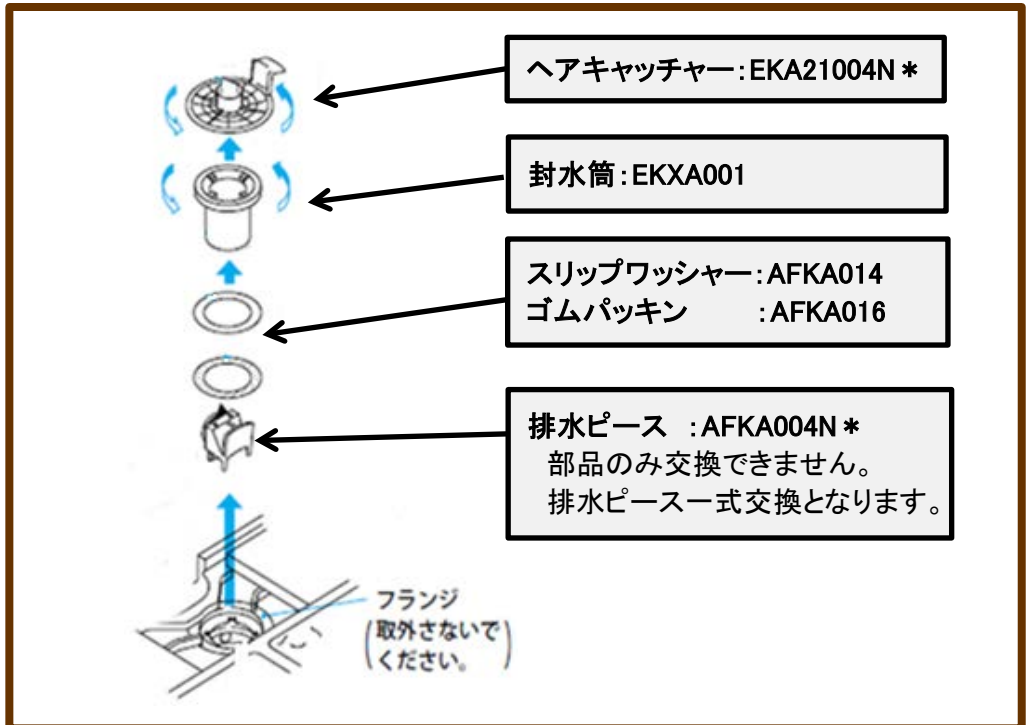 ヘアキャッチャー:EKA21004N＊
封水筒:EKXA001
スリップワッシャー:AFKA014
ゴムパッキン　　:AFKA016
排水ピース :AFKA004N＊
部品のみ交換できません。
排水ピース一式交換となります。
フランジ
(取外さないで
ください。)